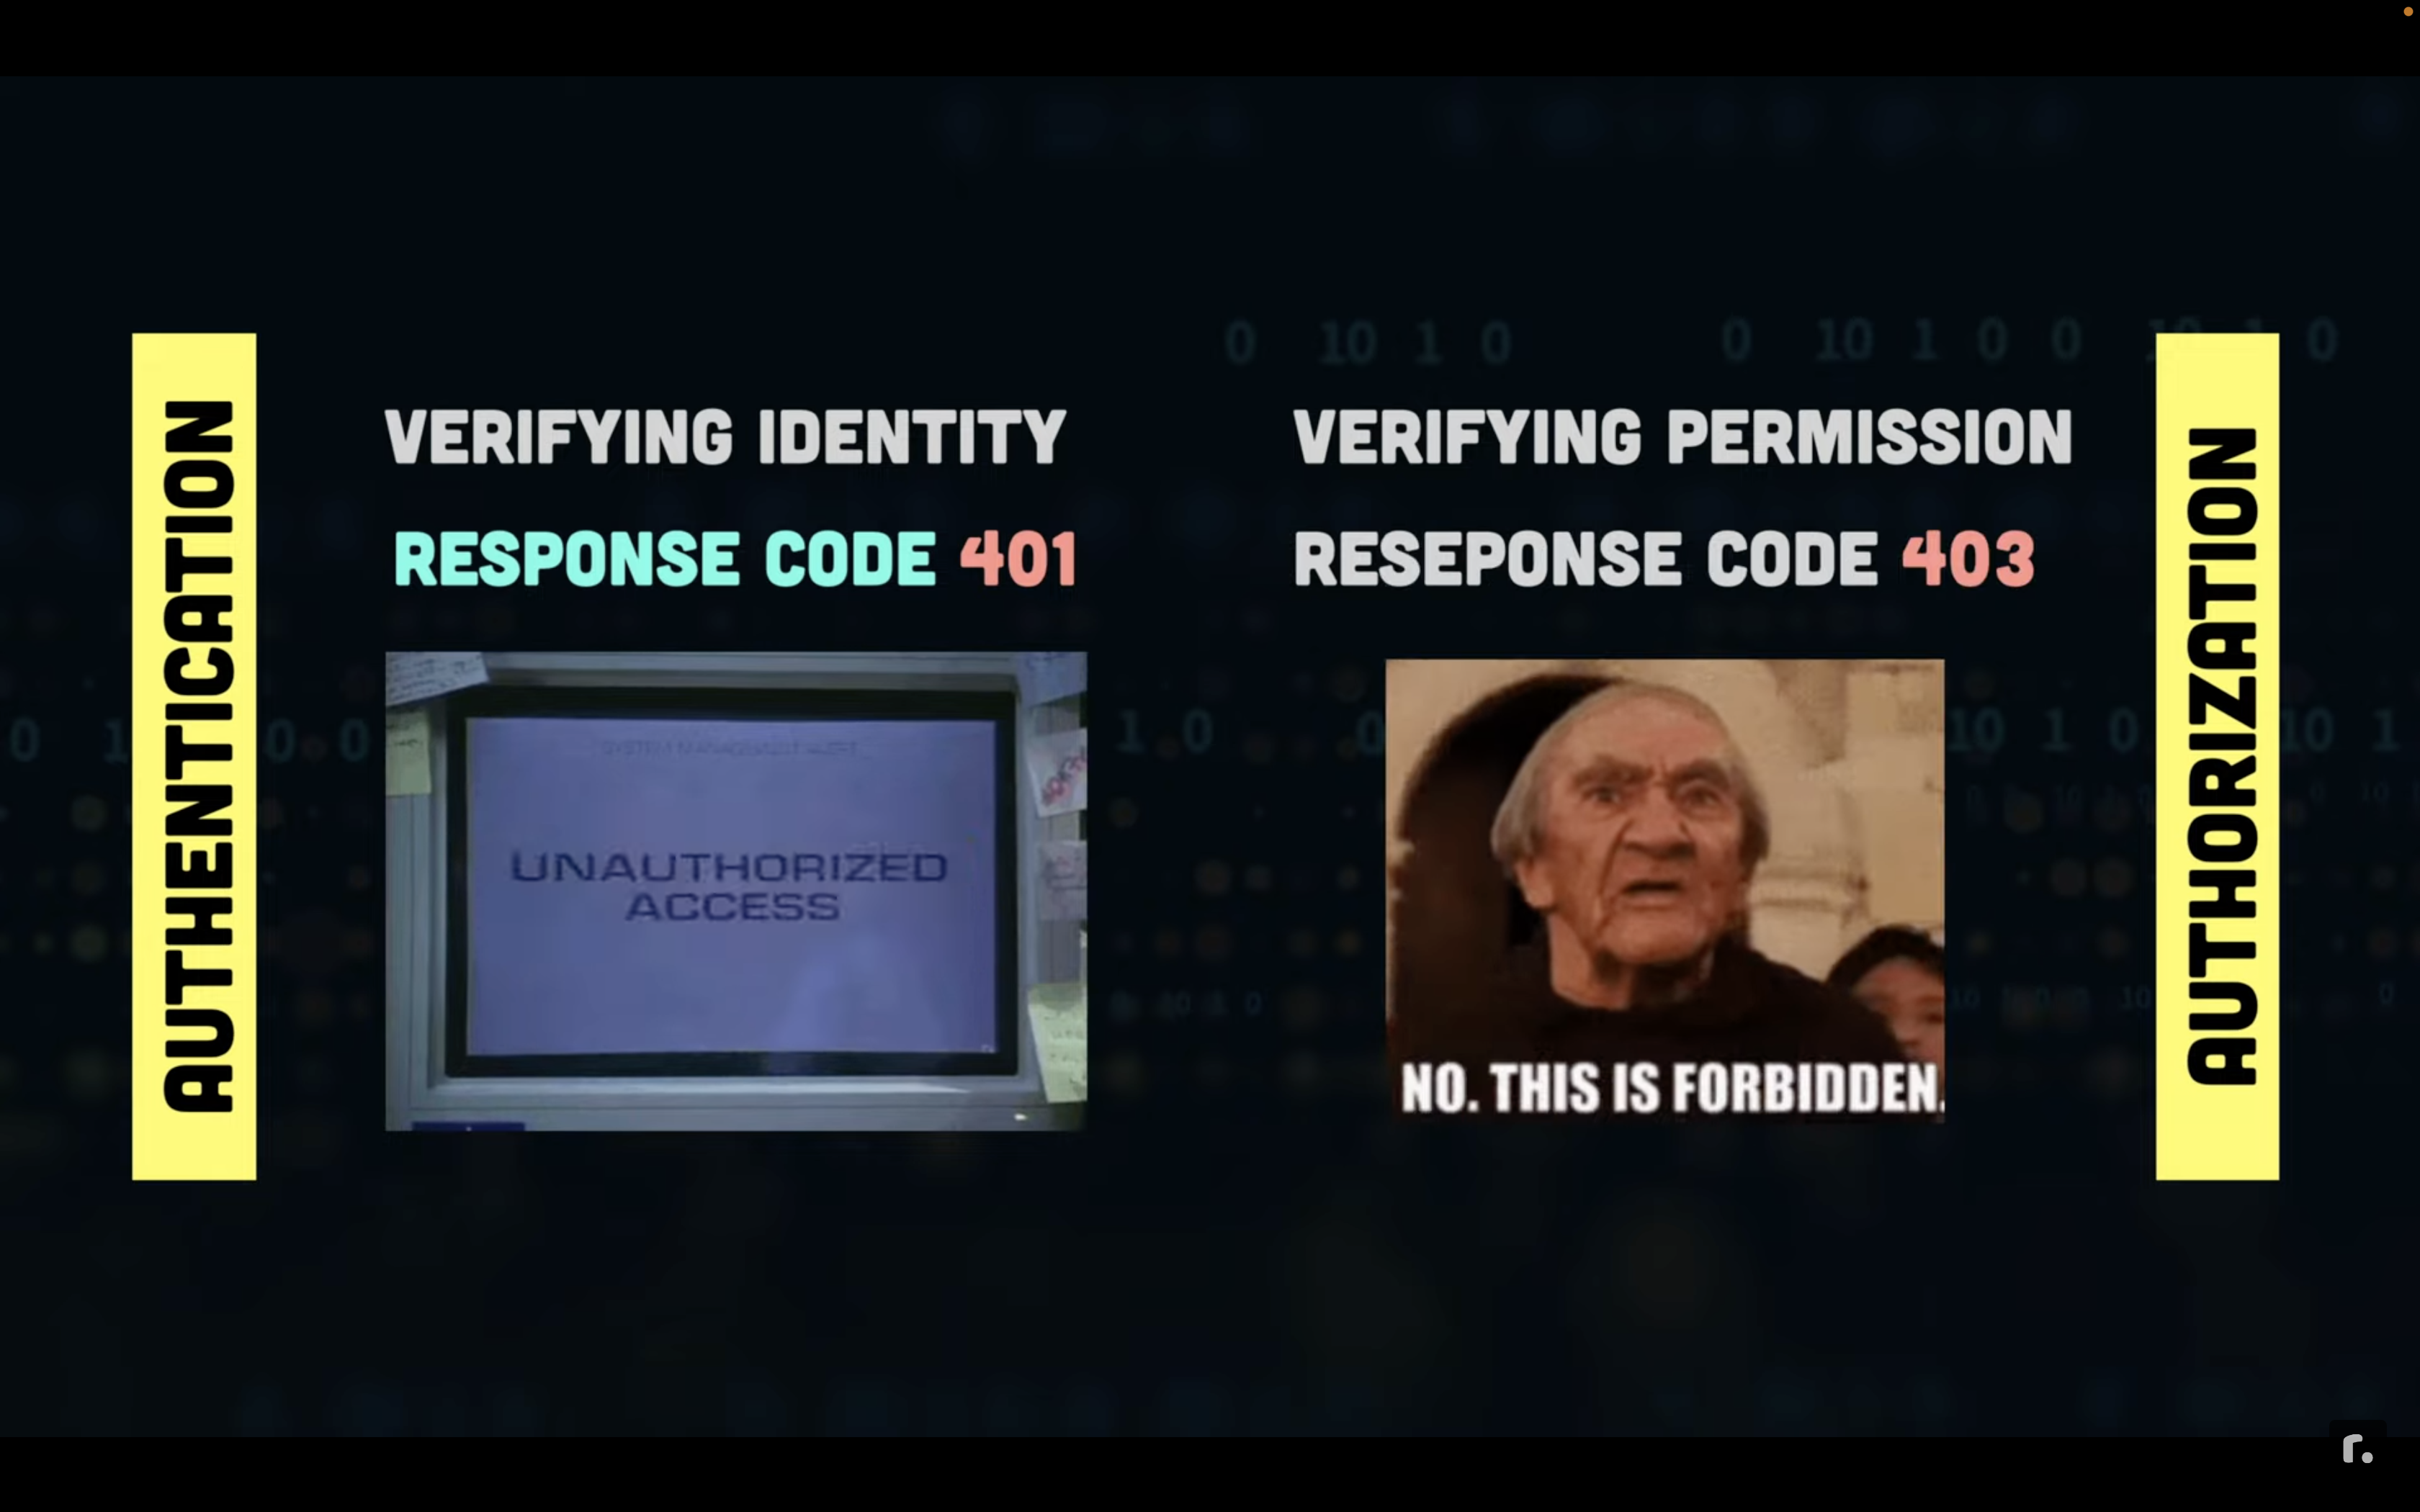 AUTHENTICATION
VERIFYING IDENTITY
RESPONSE CODE 401
UNAUTHORIZED
ACCESS
VERIFYING PERMISSION
RESEPONSE CODE 403
NO. THIS IS FORBIDDEN.
AUTHORIZATION
r.